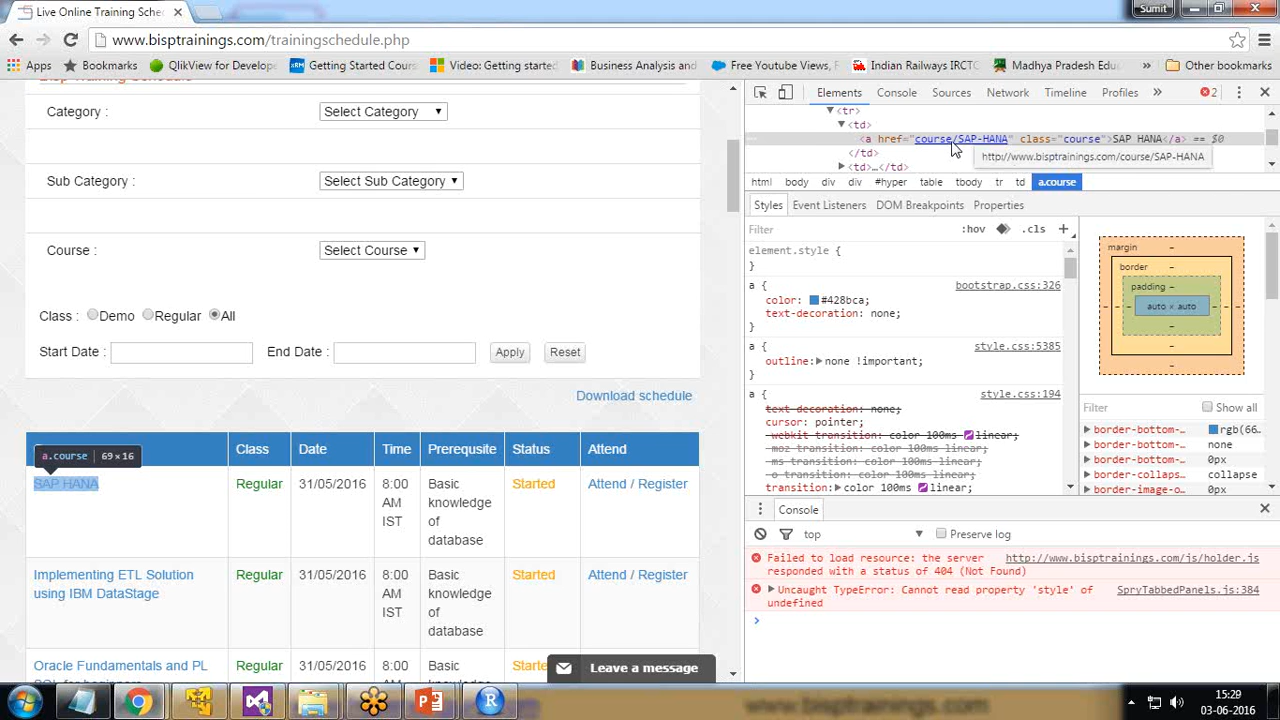 Live Online Training Sche
Sumit
www.bisptrainings.com/trainingschedule.php
Apps
Bookmarks
QlikView for Develop
Getting Started Cours
Video: Getting starte
Business Analysis and
Free Youtube Views,
Indian Railways IRCTC
Madhya Pradesh Educ
Other bookmarks
Category :
Select Category
Sub Category :
Select Sub Category
Course :
Select Course
Class : Demo Regular All
Start Date : End Date : Apply Reset
Download schedule
a.course 69×16
Class Date Time Prerequsite Status Attend
SAP HANA Regular 31/05/2016 8:00 AM IST Basic knowledge of database Started Attend / Register
Implementing ETL Solution using IBM DataStage Regular 31/05/2016 8:00 AM IST Basic knowledge of database Started Attend / Register
Oracle Fundamentals and PL Regular 31/05/2016 8:00 Basic Attend / Register
Leave a message
Elements Console Sources Network Timeline Profiles » 2
<tr>
<td>
<a href="course/SAP-HANA" class="course">SAP HANA</a> == $0
</td>
http://www.bisptrainings.com/course/SAP-HANA
<td>…</td>
html body div div #hyper table tbody tr td a.course
Styles Event Listeners DOM Breakpoints Properties
Filter :hov .cls +
element.style {
}
a { bootstrap.css:326
color: #428bca;
text-decoration: none;
}
a { style.css:5385
outline: none !important;
}
a { style.css:194
text-decoration: none;
cursor: pointer;
-webkit-transition: color 100ms linear;
-moz-transition: color 100ms linear;
-ms-transition: color 100ms linear;
-o-transition: color 100ms linear;
transition: color 100ms linear;
margin –
border –
padding –
– – – auto × auto – – –
–
–
–
Filter Show all
border-bottom-… rgb(66…
border-bottom-… none
border-bottom-… 0px
border-collaps… collapse
border-image-o… 0px
Console
top Preserve log
Failed to load resource: the server http://www.bisptrainings.com/js/holder.js
responded with a status of 404 (Not Found)
Uncaught TypeError: Cannot read property 'style' of SpryTabbedPanels.js:384
undefined
www.bisptrainings.com
15:29
03-06-2016